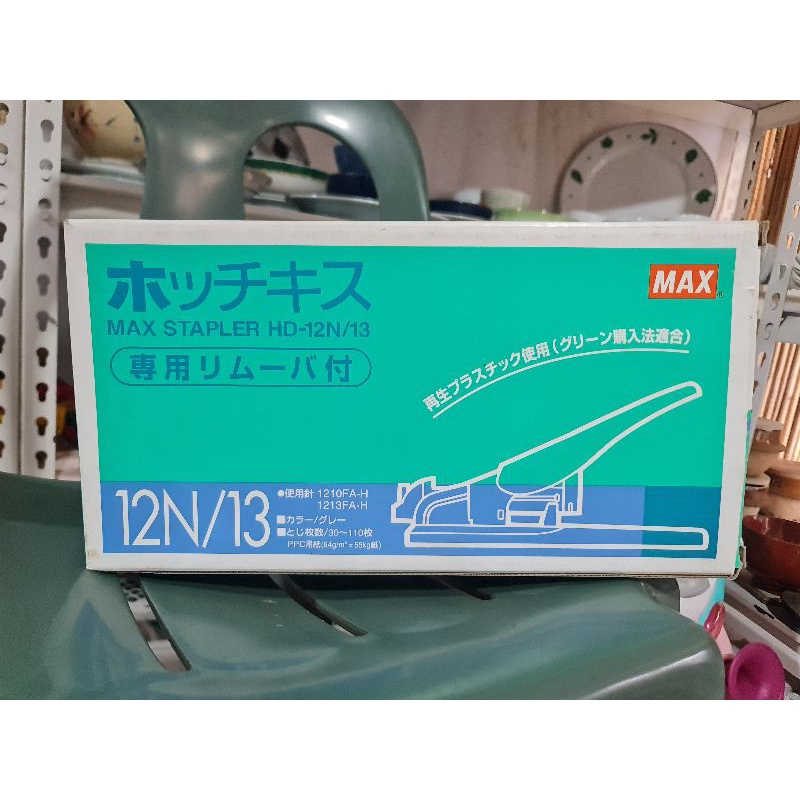 ホッチキス
MAX STAPLER HD-12N/13
専用リムーバ付
MAX
再生プラスチック使用(グリーン購入法適合)
12N/13
●使用針 1210FA-H
1213FA-H
■カラー/グレー
■とじ枚数/30〜110枚
PPC用紙(64g/m²=55kg紙)